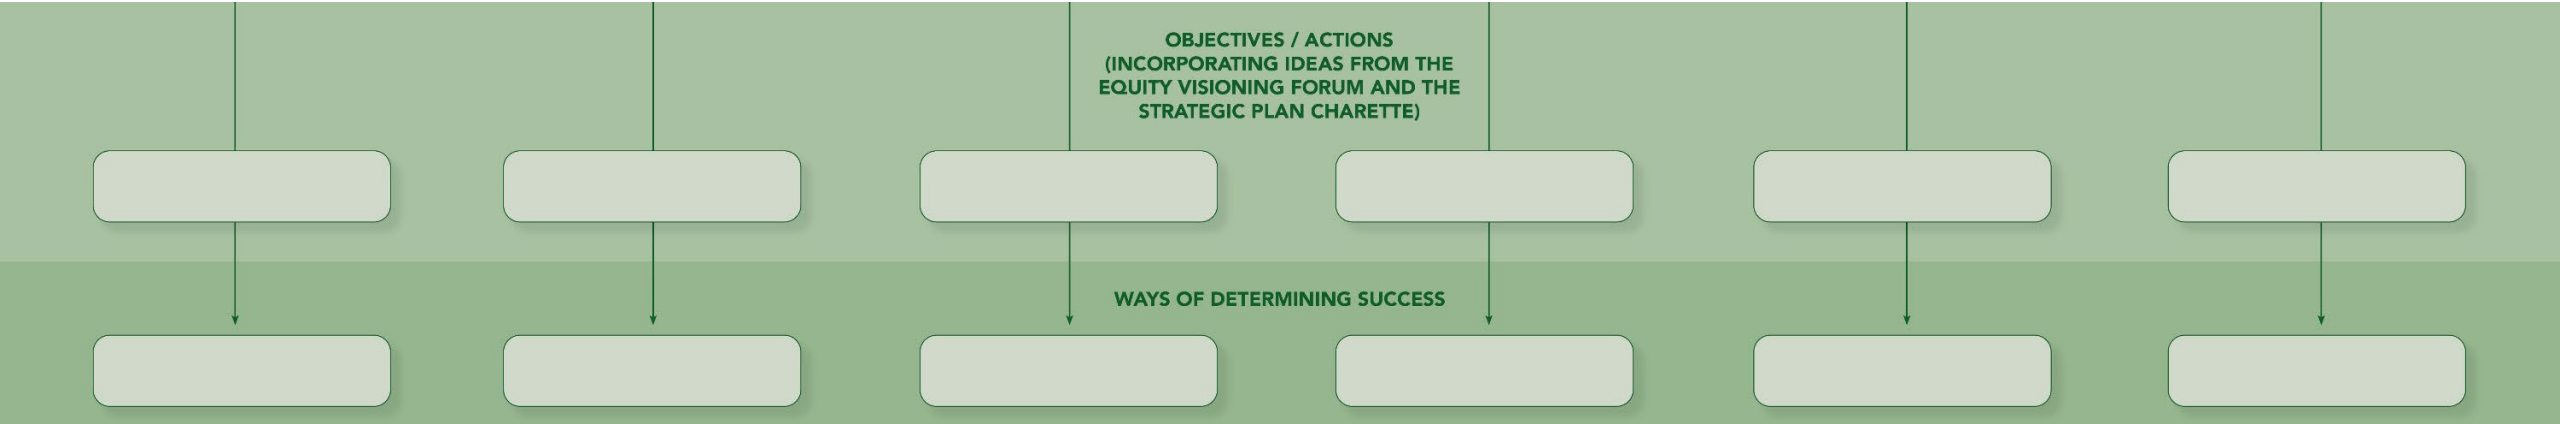 OBJECTIVES / ACTIONS
(INCORPORATING IDEAS FROM THE
EQUITY VISIONING FORUM AND THE
STRATEGIC PLAN CHARETTE)
WAYS OF DETERMINING SUCCESS